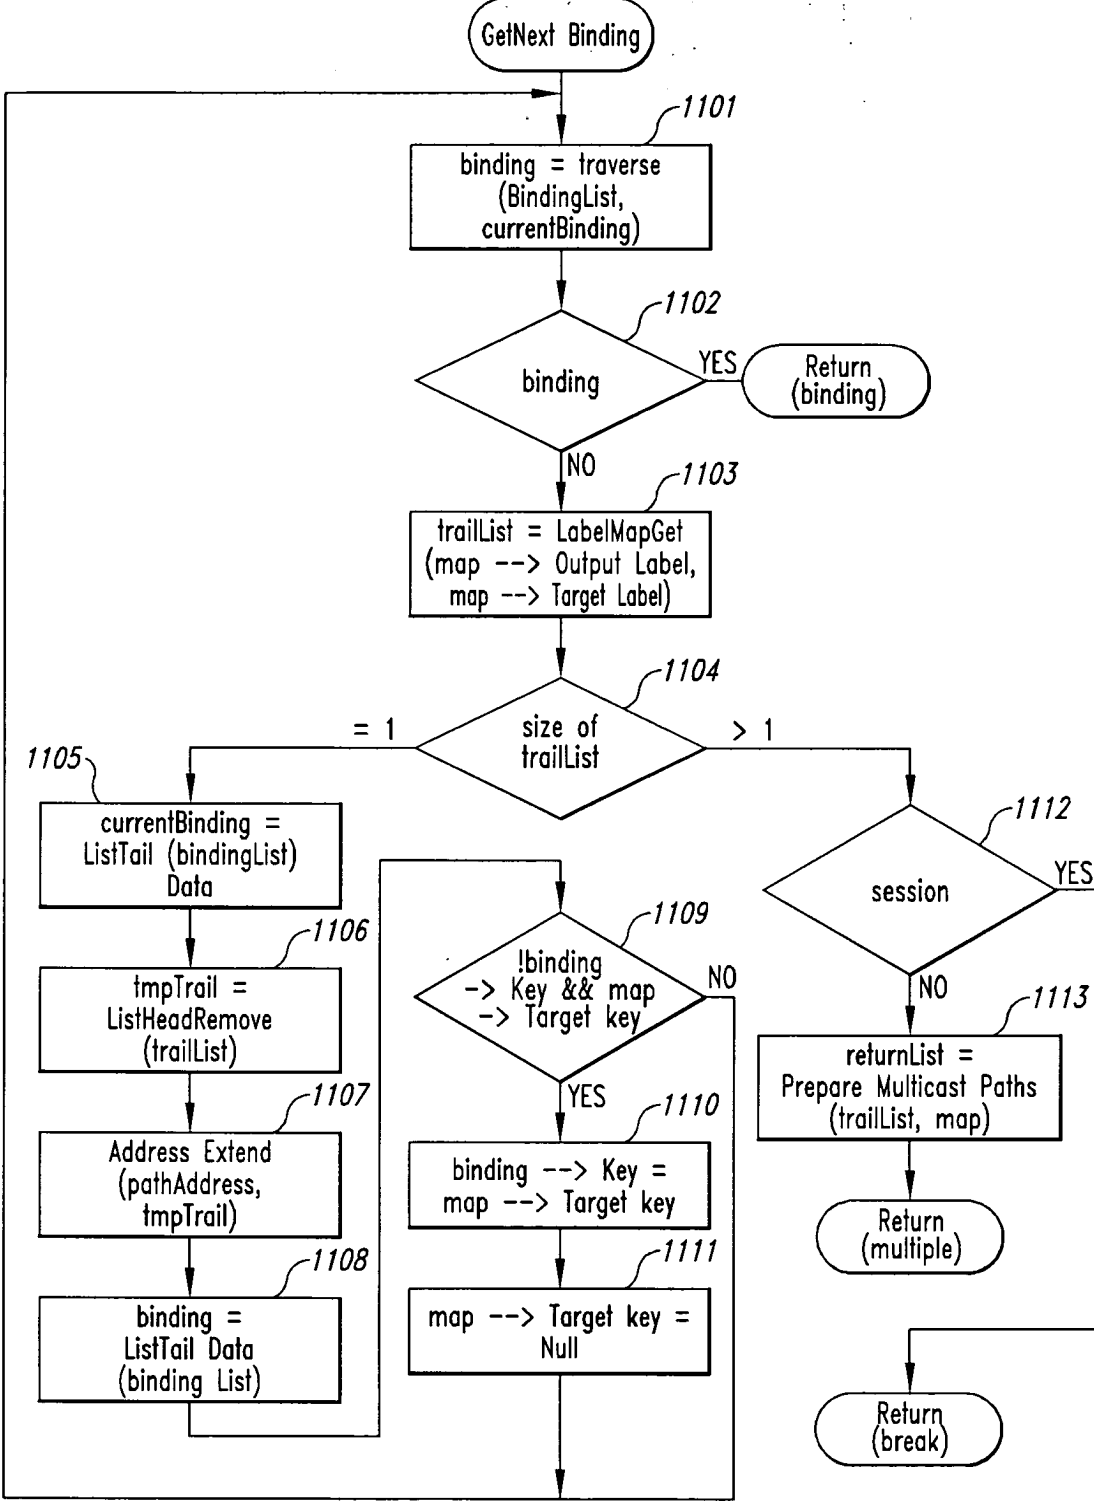 GetNext Binding
1101
binding = traverse
(BindingList,
currentBinding)
1102
binding
YES
Return
(binding)
NO
1103
trailList = LabelMapGet
(map --> Output Label,
map --> Target Label)
1104
size of
trailList
= 1
> 1
1105
currentBinding =
ListTail (bindingList)
Data
1106
tmpTrail =
ListHeadRemove
(trailList)
1107
Address Extend
(pathAddress,
tmpTrail)
1108
binding =
ListTail Data
(binding List)
1109
!binding
-> Key && map
-> Target key
NO
YES
1110
binding --> Key =
map --> Target key
1111
map --> Target key =
Null
1112
session
YES
NO
1113
returnList =
Prepare Multicast Paths
(trailList, map)
Return
(multiple)
Return
(break)